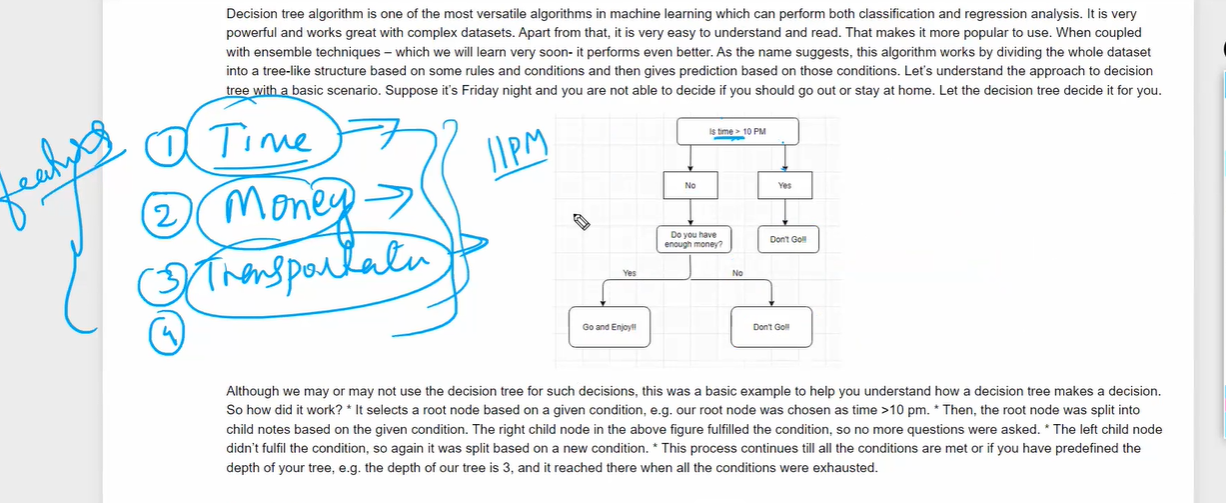 Decision tree algorithm is one of the most versatile algorithms in machine learning which can perform both classification and regression analysis. It is very
powerful and works great with complex datasets. Apart from that, it is very easy to understand and read. That makes it more popular to use. When coupled
with ensemble techniques – which we will learn very soon- it performs even better. As the name suggests, this algorithm works by dividing the whole dataset
into a tree-like structure based on some rules and conditions and then gives prediction based on those conditions. Let's understand the approach to decision
tree with a basic scenario. Suppose it's Friday night and you are not able to decide if you should go out or stay at home. Let the decision tree decide it for you.
features
1 Time
2 Money
3
4
11PM
Is time > 10 PM
No
Yes
Do you have
enough money?
Don't Go!!
Yes
No
Go and Enjoy!!
Don't Go!!
Although we may or may not use the decision tree for such decisions, this was a basic example to help you understand how a decision tree makes a decision.
So how did it work? * It selects a root node based on a given condition, e.g. our root node was chosen as time >10 pm. * Then, the root node was split into
child notes based on the given condition. The right child node in the above figure fulfilled the condition, so no more questions were asked. * The left child node
didn't fulfil the condition, so again it was split based on a new condition. * This process continues till all the conditions are met or if you have predefined the
depth of your tree, e.g. the depth of our tree is 3, and it reached there when all the conditions were exhausted.